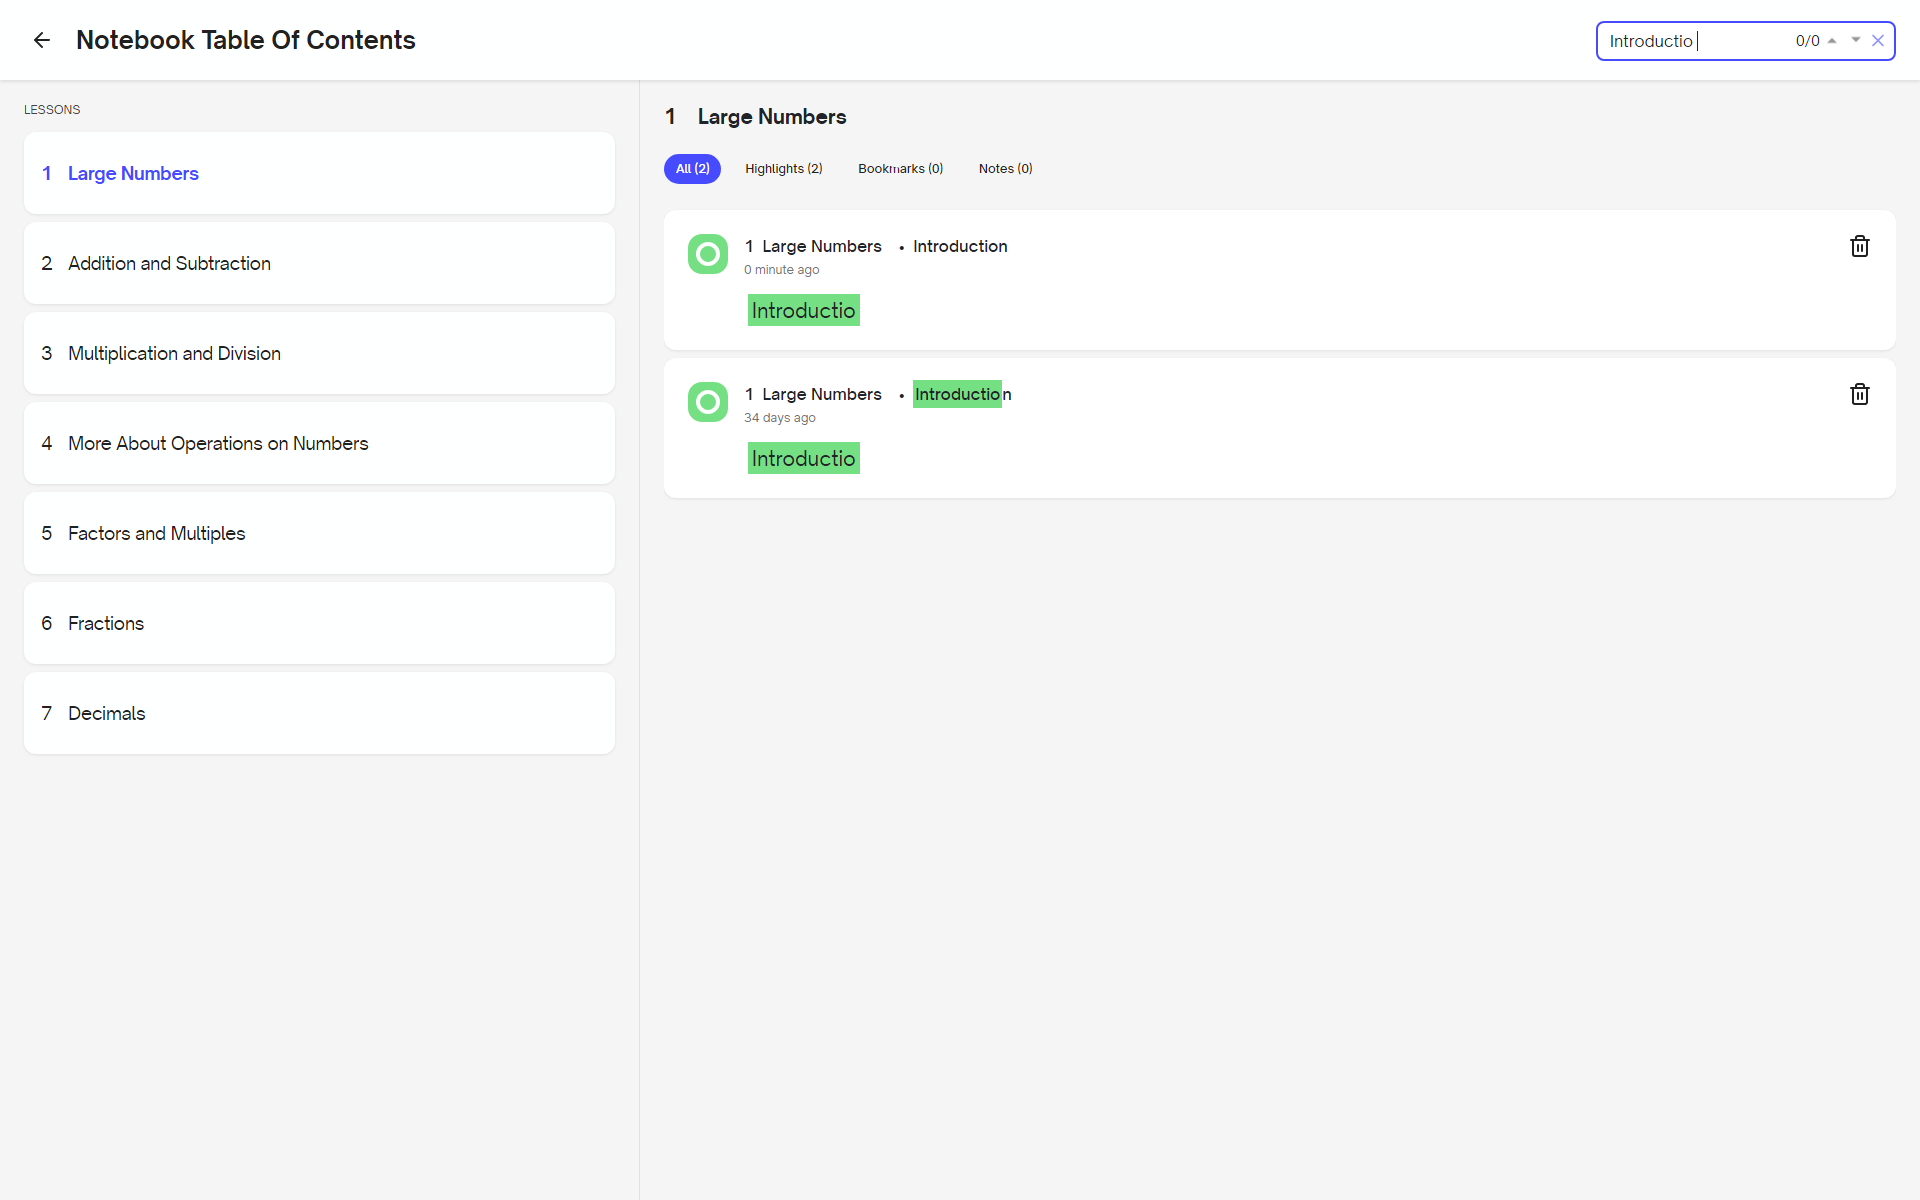 Notebook Table Of Contents
Introductio
0/0
LESSONS
1 Large Numbers
2 Addition and Subtraction
3 Multiplication and Division
4 More About Operations on Numbers
5 Factors and Multiples
6 Fractions
7 Decimals
1 Large Numbers
All (2) Highlights (2) Bookmarks (0) Notes (0)
1 Large Numbers • Introduction
0 minute ago
Introductio
1 Large Numbers • Introduction
34 days ago
Introductio